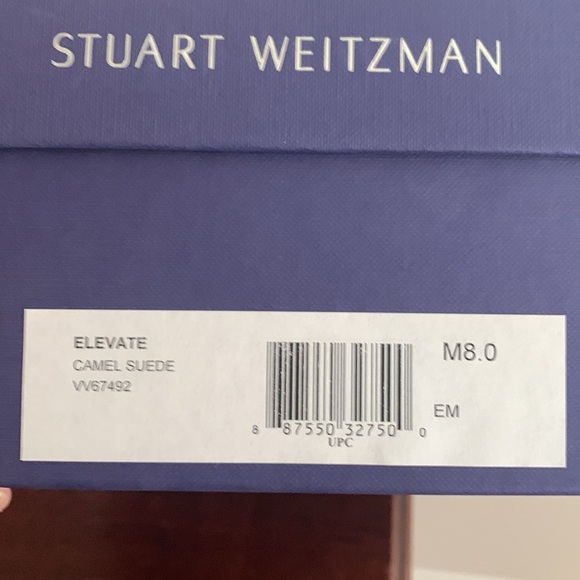 STUART WEITZMAN
ELEVATE
CAMEL SUEDE
VV67492
M8.0
EM
8 87550 32750 0
UPC